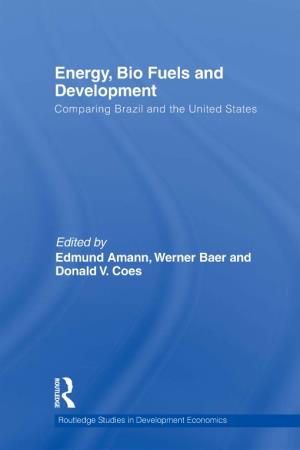 Energy, Bio Fuels and
Development
Comparing Brazil and the United States
Edited by
Edmund Amann, Werner Baer and
Donald V. Coes
ROUTLEDGE
Routledge Studies in Development Economics